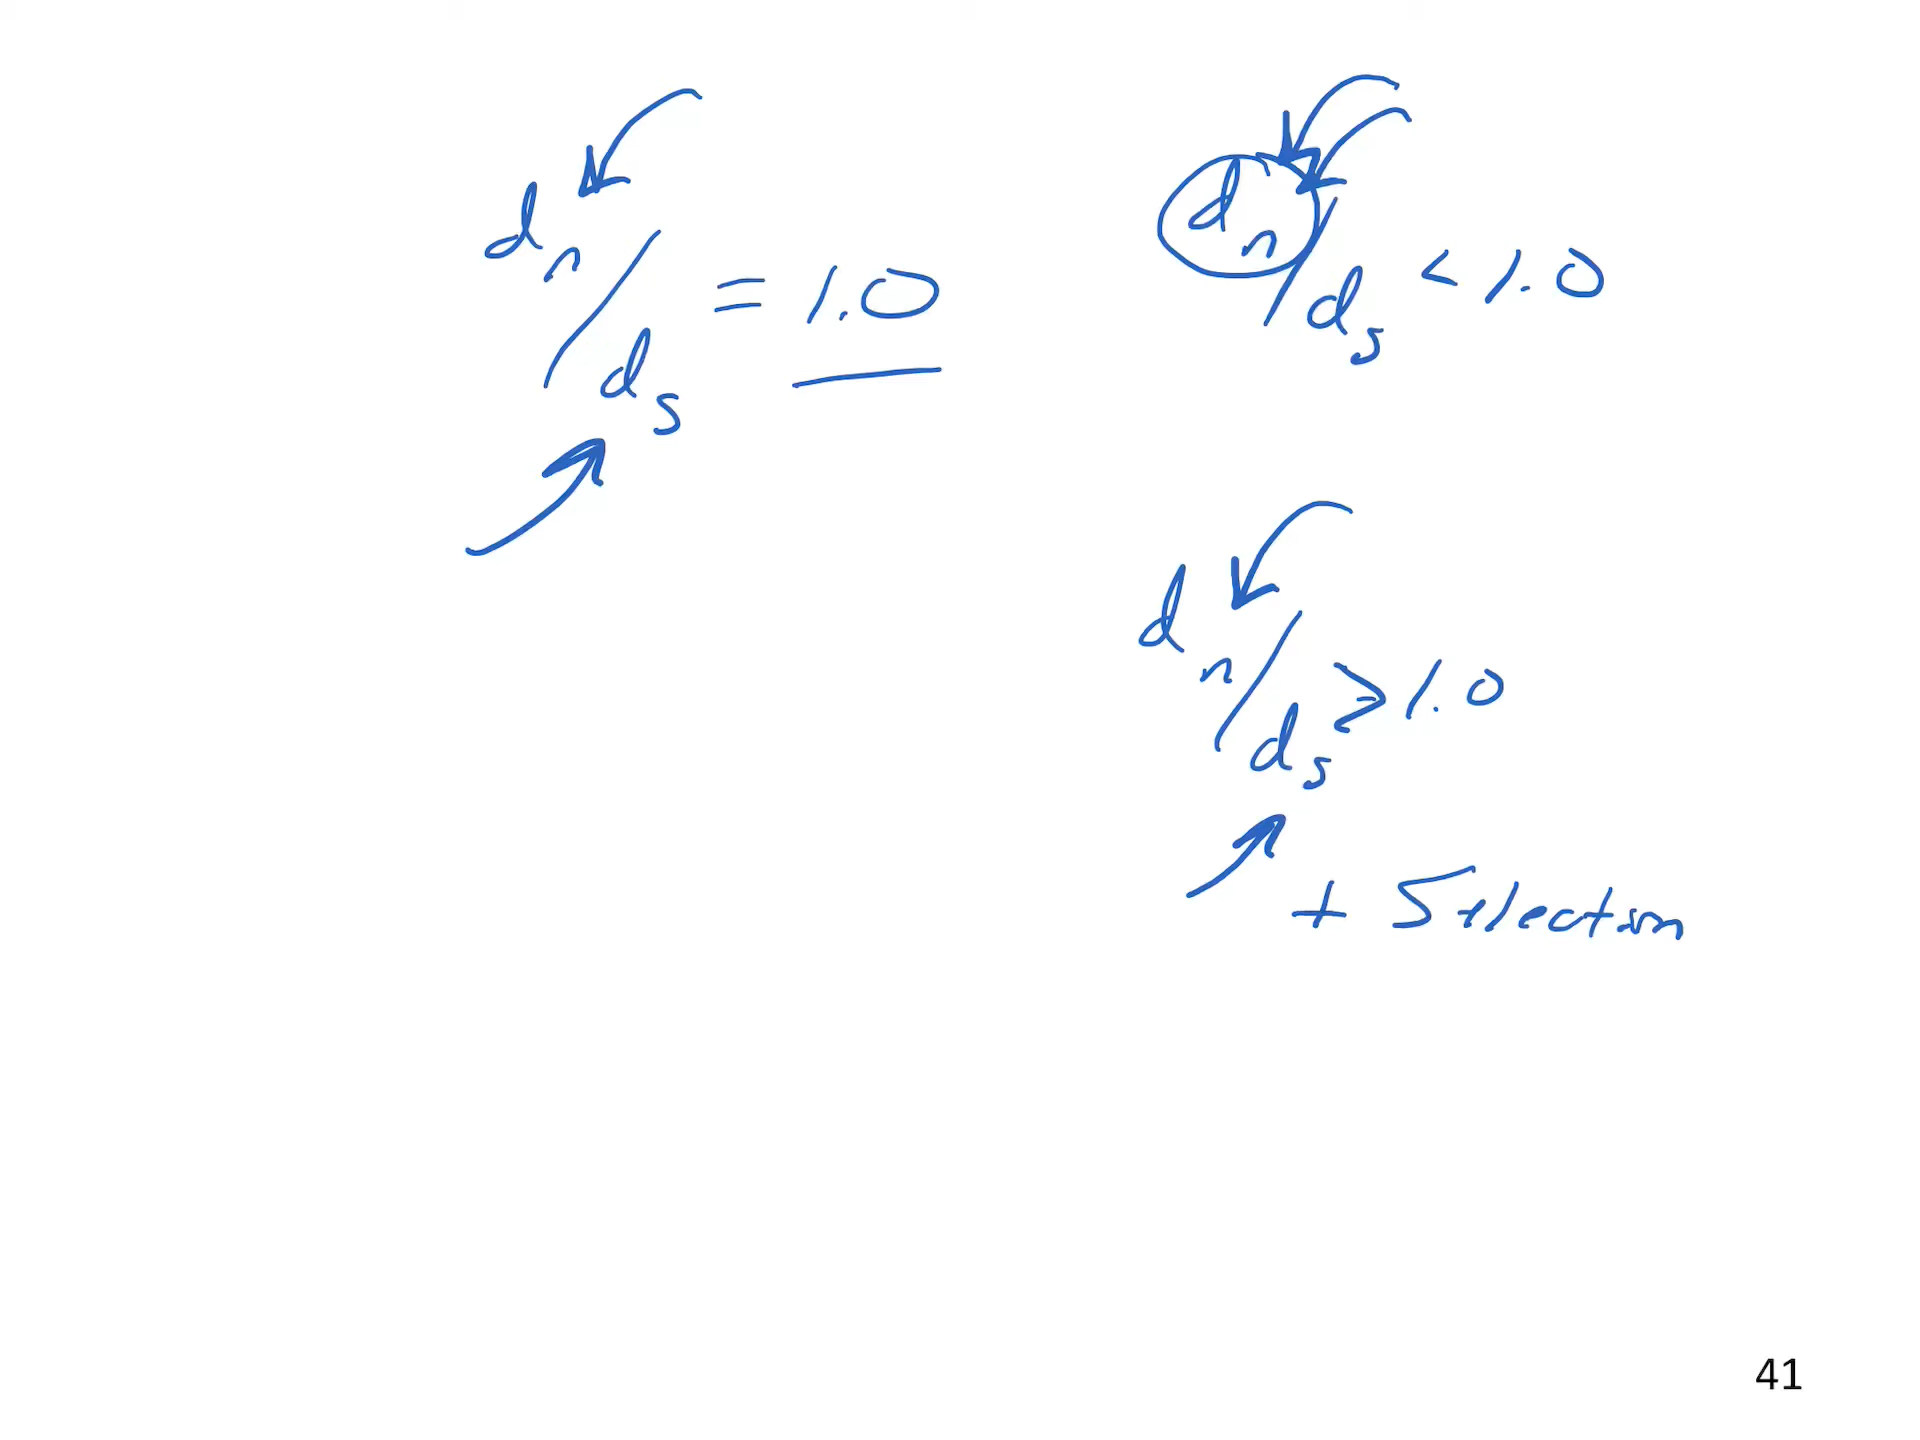 dn/ds = 1.0
dn/ds < 1.0
dn/ds ≥ 1.0
+ Selection
41